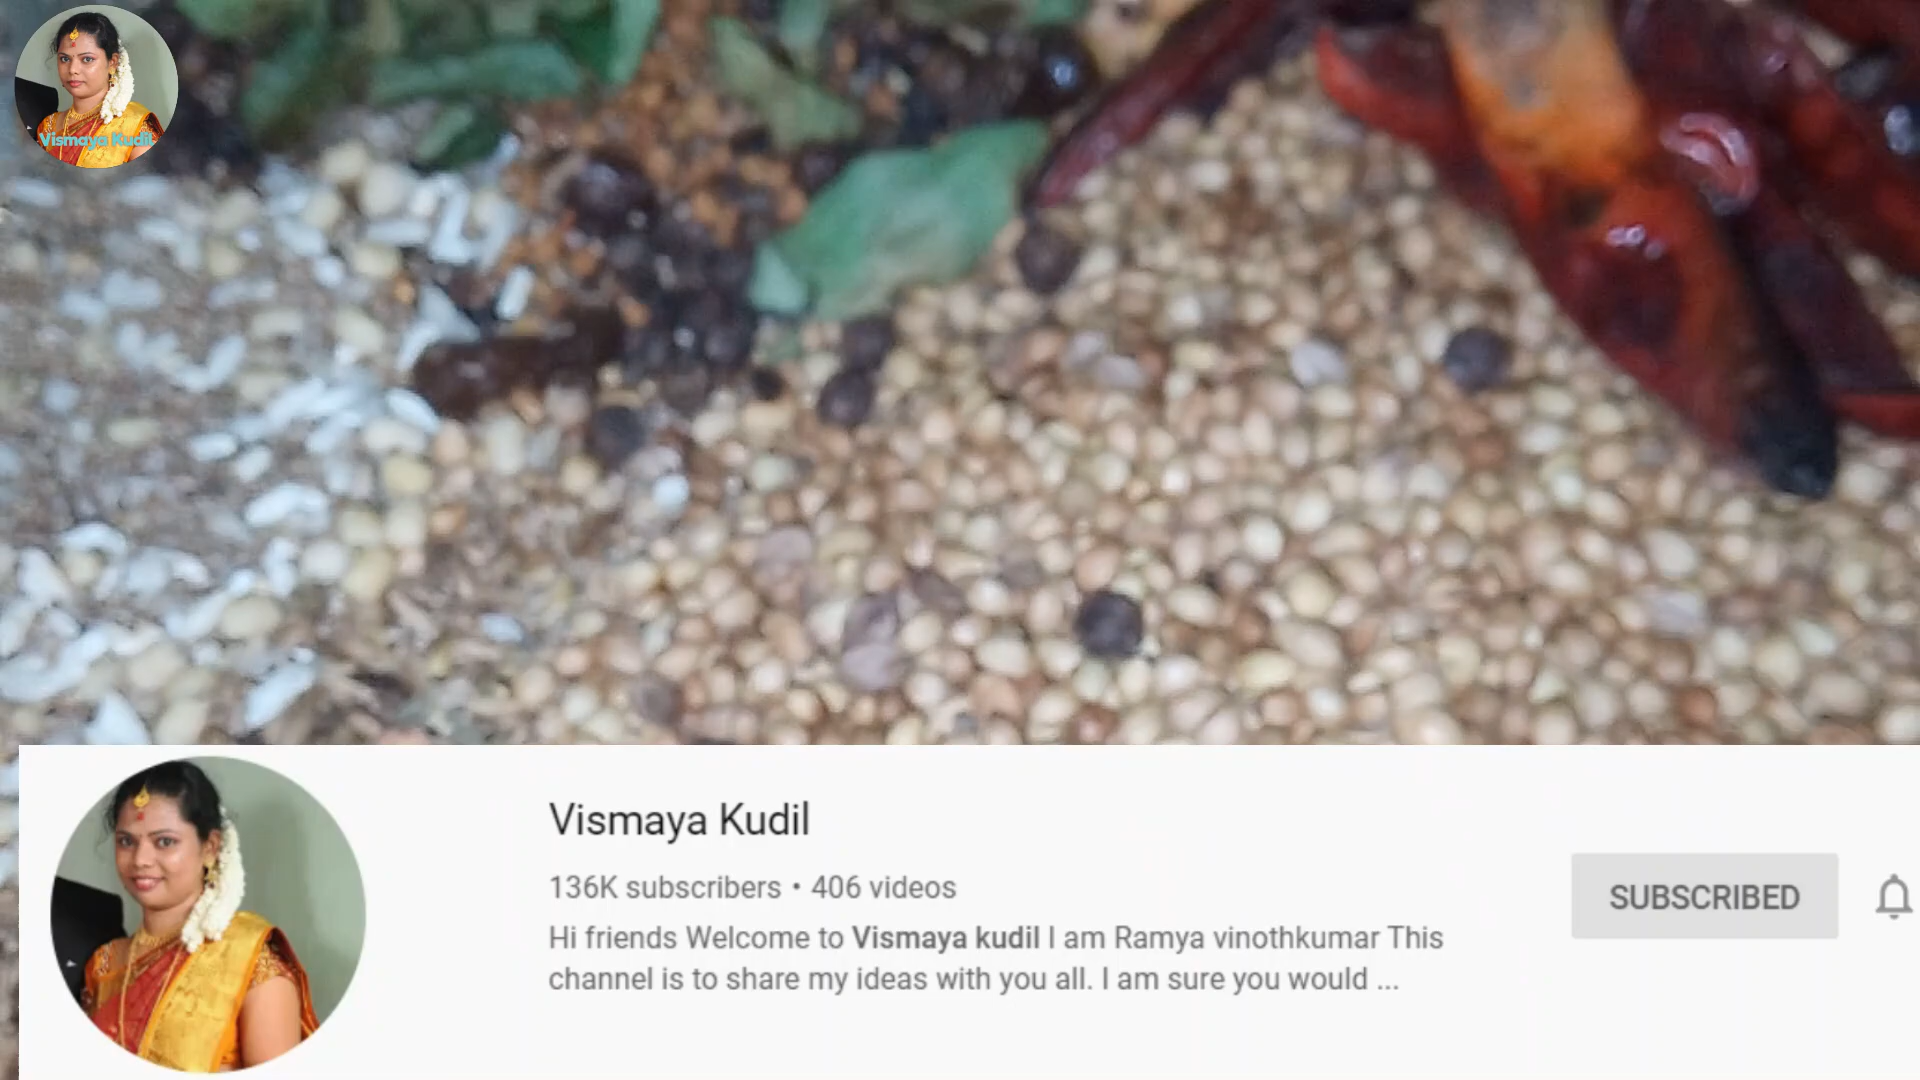 Vismaya Kudil
Vismaya Kudil
136K subscribers • 406 videos
Hi friends Welcome to Vismaya kudil I am Ramya vinothkumar This
channel is to share my ideas with you all. I am sure you would ...
SUBSCRIBED